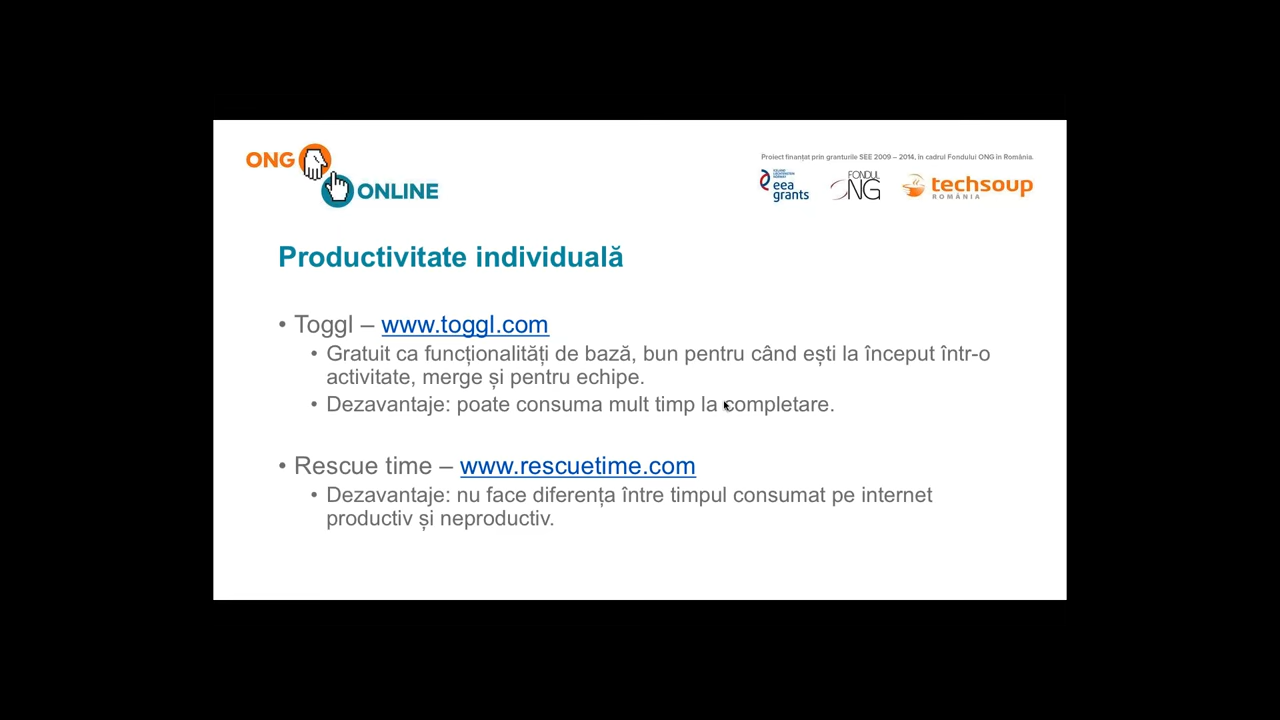 ONG
ONLINE
Proiect finanțat prin granturile SEE 2009 – 2014, în cadrul Fondului ONG în România.
eea
grants
FONDUL
NG
techsoup
ROMÂNIA
Productivitate individuală
• Toggl – www.toggl.com
• Gratuit ca funcționalități de bază, bun pentru când ești la început într-o
activitate, merge și pentru echipe.
• Dezavantaje: poate consuma mult timp la completare.
• Rescue time – www.rescuetime.com
• Dezavantaje: nu face diferența între timpul consumat pe internet
productiv și neproductiv.